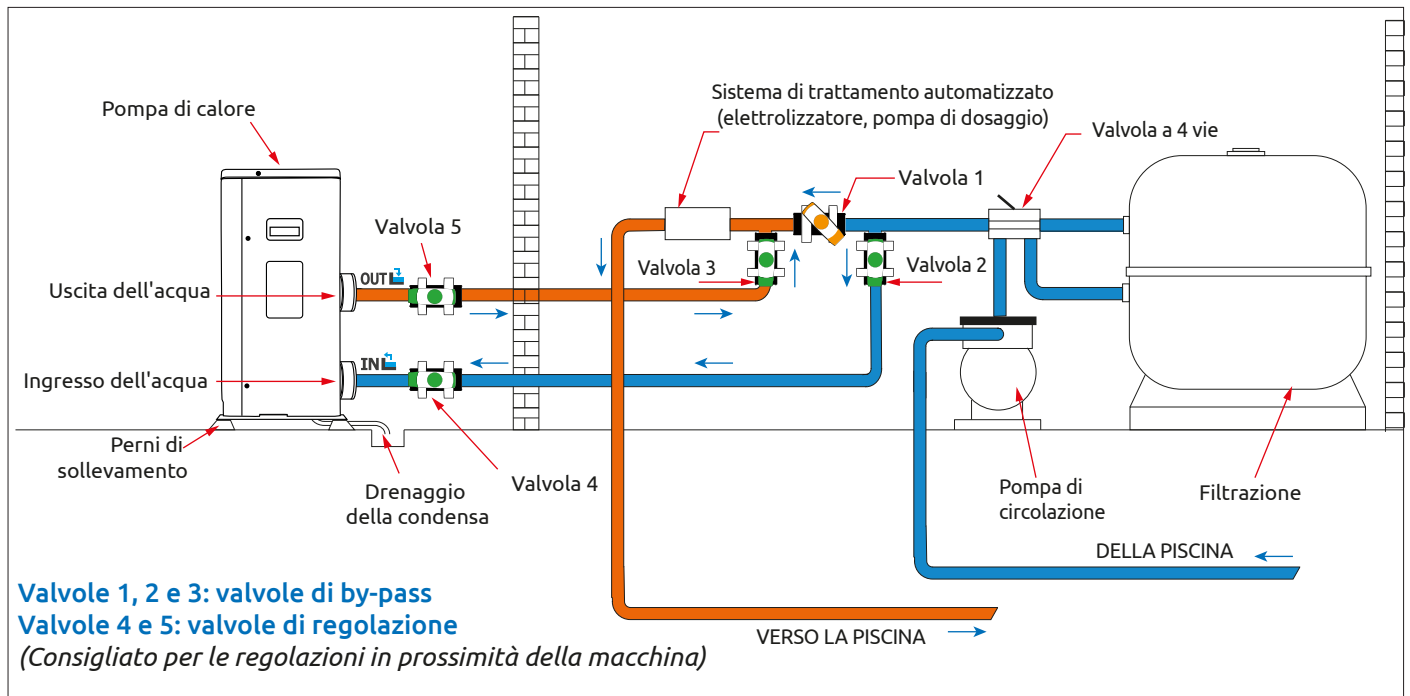 Pompa di calore
Sistema di trattamento automatizzato
(elettrolizzatore, pompa di dosaggio)
Valvola a 4 vie
Valvola 1
Valvola 5
Valvola 3
Valvola 2
OUT
Uscita dell'acqua
IN
Ingresso dell'acqua
Perni di
sollevamento
Drenaggio
della condensa
Valvola 4
Pompa di
circolazione
Filtrazione
DELLA PISCINA
VERSO LA PISCINA
Valvole 1, 2 e 3: valvole di by-pass
Valvole 4 e 5: valvole di regolazione
(Consigliato per le regolazioni in prossimità della macchina)